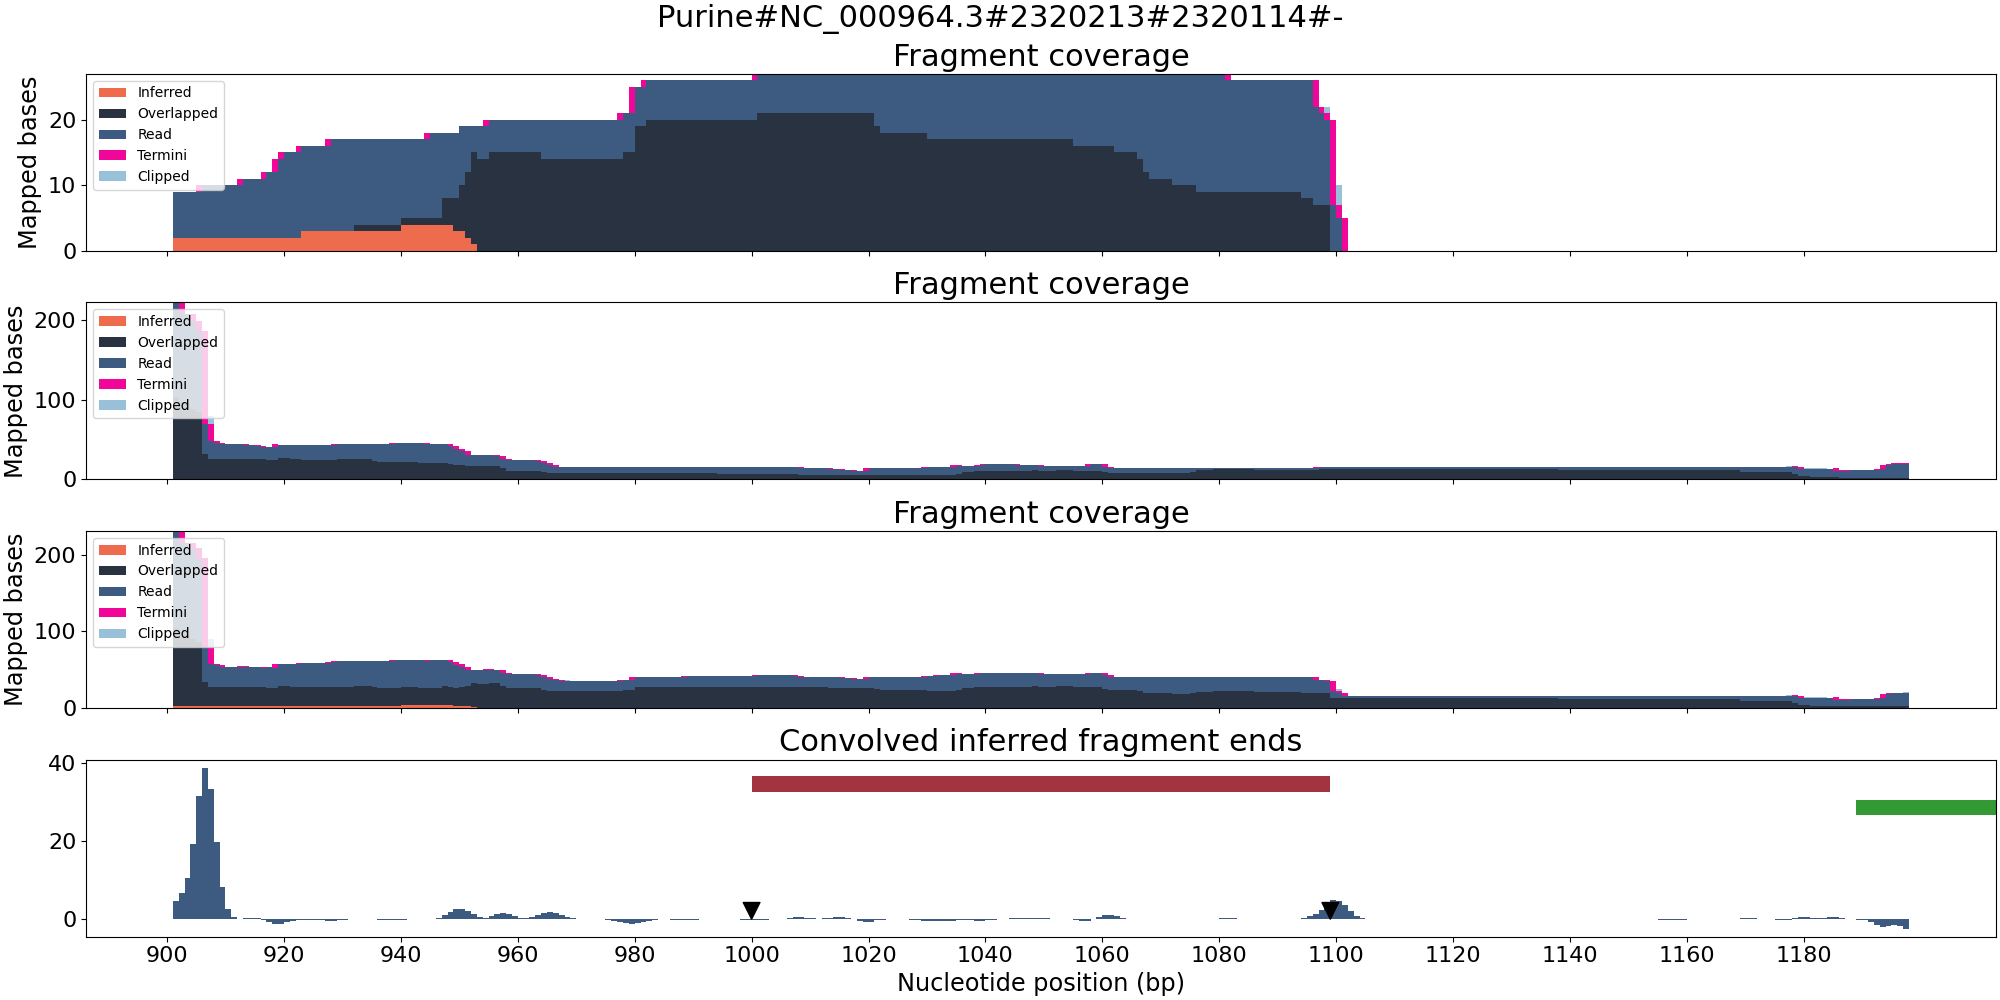 Purine#NC_000964.3#2320213#2320114#-
Fragment coverage
Mapped bases
20
10
0
Inferred
Overlapped
Read
Termini
Clipped
Fragment coverage
Mapped bases
200
100
0
Inferred
Overlapped
Read
Termini
Clipped
Fragment coverage
Mapped bases
200
100
0
Inferred
Overlapped
Read
Termini
Clipped
Convolved inferred fragment ends
40
20
0
900 920 940 960 980 1000 1020 1040 1060 1080 1100 1120 1140 1160 1180
Nucleotide position (bp)